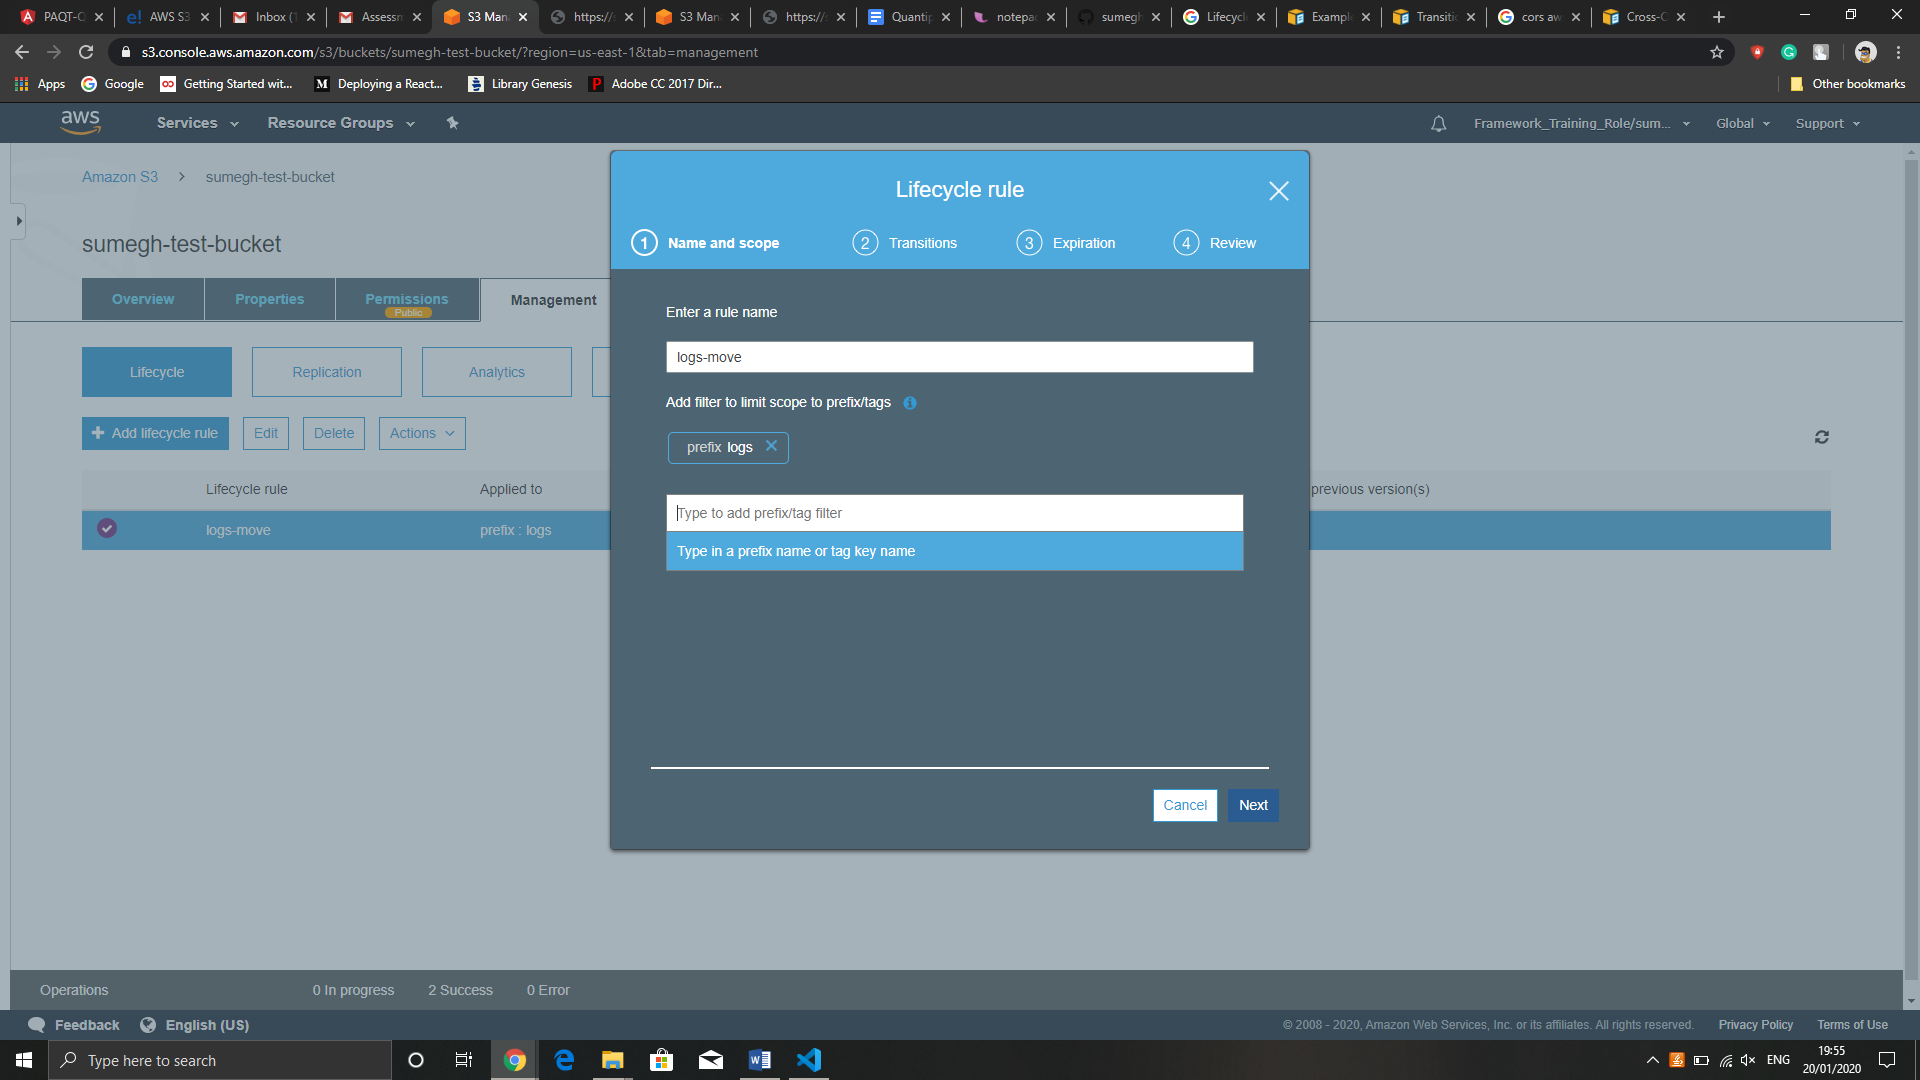 PAQT-Q
AWS S3
Inbox (1
Assessm
S3 Man
https://s
S3 Man
https://s
Quantip
notepad
sumegh
Lifecycle
Example
Transitio
cors aw
Cross-O
s3.console.aws.amazon.com/s3/buckets/sumegh-test-bucket/?region=us-east-1&tab=management
Apps
Google
Getting Started wit...
Deploying a React...
Library Genesis
Adobe CC 2017 Dir...
Other bookmarks
aws
Services
Resource Groups
Framework_Training_Role/sum...
Global
Support
Amazon S3
sumegh-test-bucket
sumegh-test-bucket
Overview
Properties
Permissions
Public
Management
Lifecycle
Replication
Analytics
Add lifecycle rule
Edit
Delete
Actions
Lifecycle rule
Applied to
previous version(s)
logs-move
prefix : logs
Lifecycle rule
1 Name and scope
2 Transitions
3 Expiration
4 Review
Enter a rule name
logs-move
Add filter to limit scope to prefix/tags
prefix logs
Type to add prefix/tag filter
Type in a prefix name or tag key name
Cancel
Next
Operations
0 In progress
2 Success
0 Error
Feedback
English (US)
© 2008 - 2020, Amazon Web Services, Inc. or its affiliates. All rights reserved.
Privacy Policy
Terms of Use
Type here to search
ENG
19:55
20/01/2020